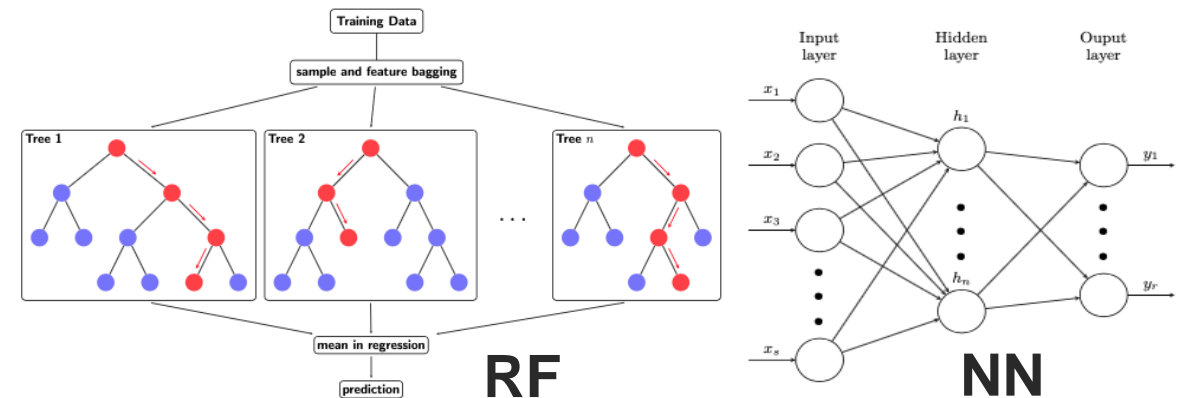 Training Data
sample and feature bagging
Tree 1
Tree 2
Tree n
. . .
mean in regression
prediction
RF
Input
layer
Hidden
layer
Ouput
layer
x₁
x₂
x₃
xₛ
h₁
hₙ
y₁
yᵣ
NN